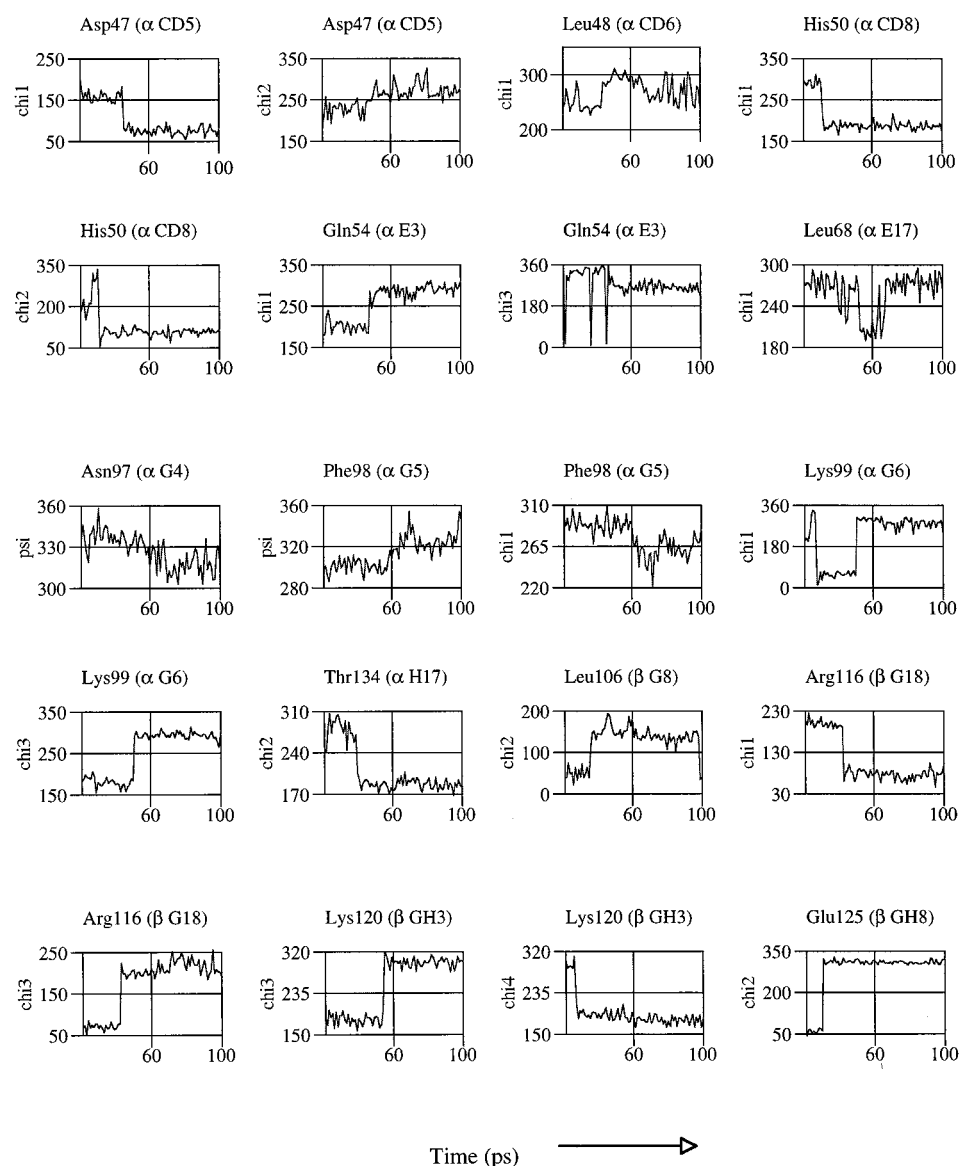 Asp47 (α CD5)
Asp47 (α CD5)
Leu48 (α CD6)
His50 (α CD8)
chi1
250
150
50
60
100
chi2
350
250
150
60
100
chi1
300
200
60
100
chi1
350
250
150
60
100
His50 (α CD8)
Gln54 (α E3)
Gln54 (α E3)
Leu68 (α E17)
chi2
350
200
50
60
100
chi1
350
250
150
60
100
chi3
360
180
0
60
100
chi1
300
240
180
60
100
Asn97 (α G4)
Phe98 (α G5)
Phe98 (α G5)
Lys99 (α G6)
psi
360
330
300
60
100
psi
360
320
280
60
100
chi1
310
265
220
60
100
chi1
360
180
0
60
100
Lys99 (α G6)
Thr134 (α H17)
Leu106 (β G8)
Arg116 (β G18)
chi3
350
250
150
60
100
chi2
310
240
170
60
100
chi2
200
100
0
60
100
chi1
230
130
30
60
100
Arg116 (β G18)
Lys120 (β GH3)
Lys120 (β GH3)
Glu125 (β GH8)
chi3
250
150
50
60
100
chi3
320
235
150
60
100
chi4
320
235
150
60
100
chi2
350
200
50
60
100
Time (ps)